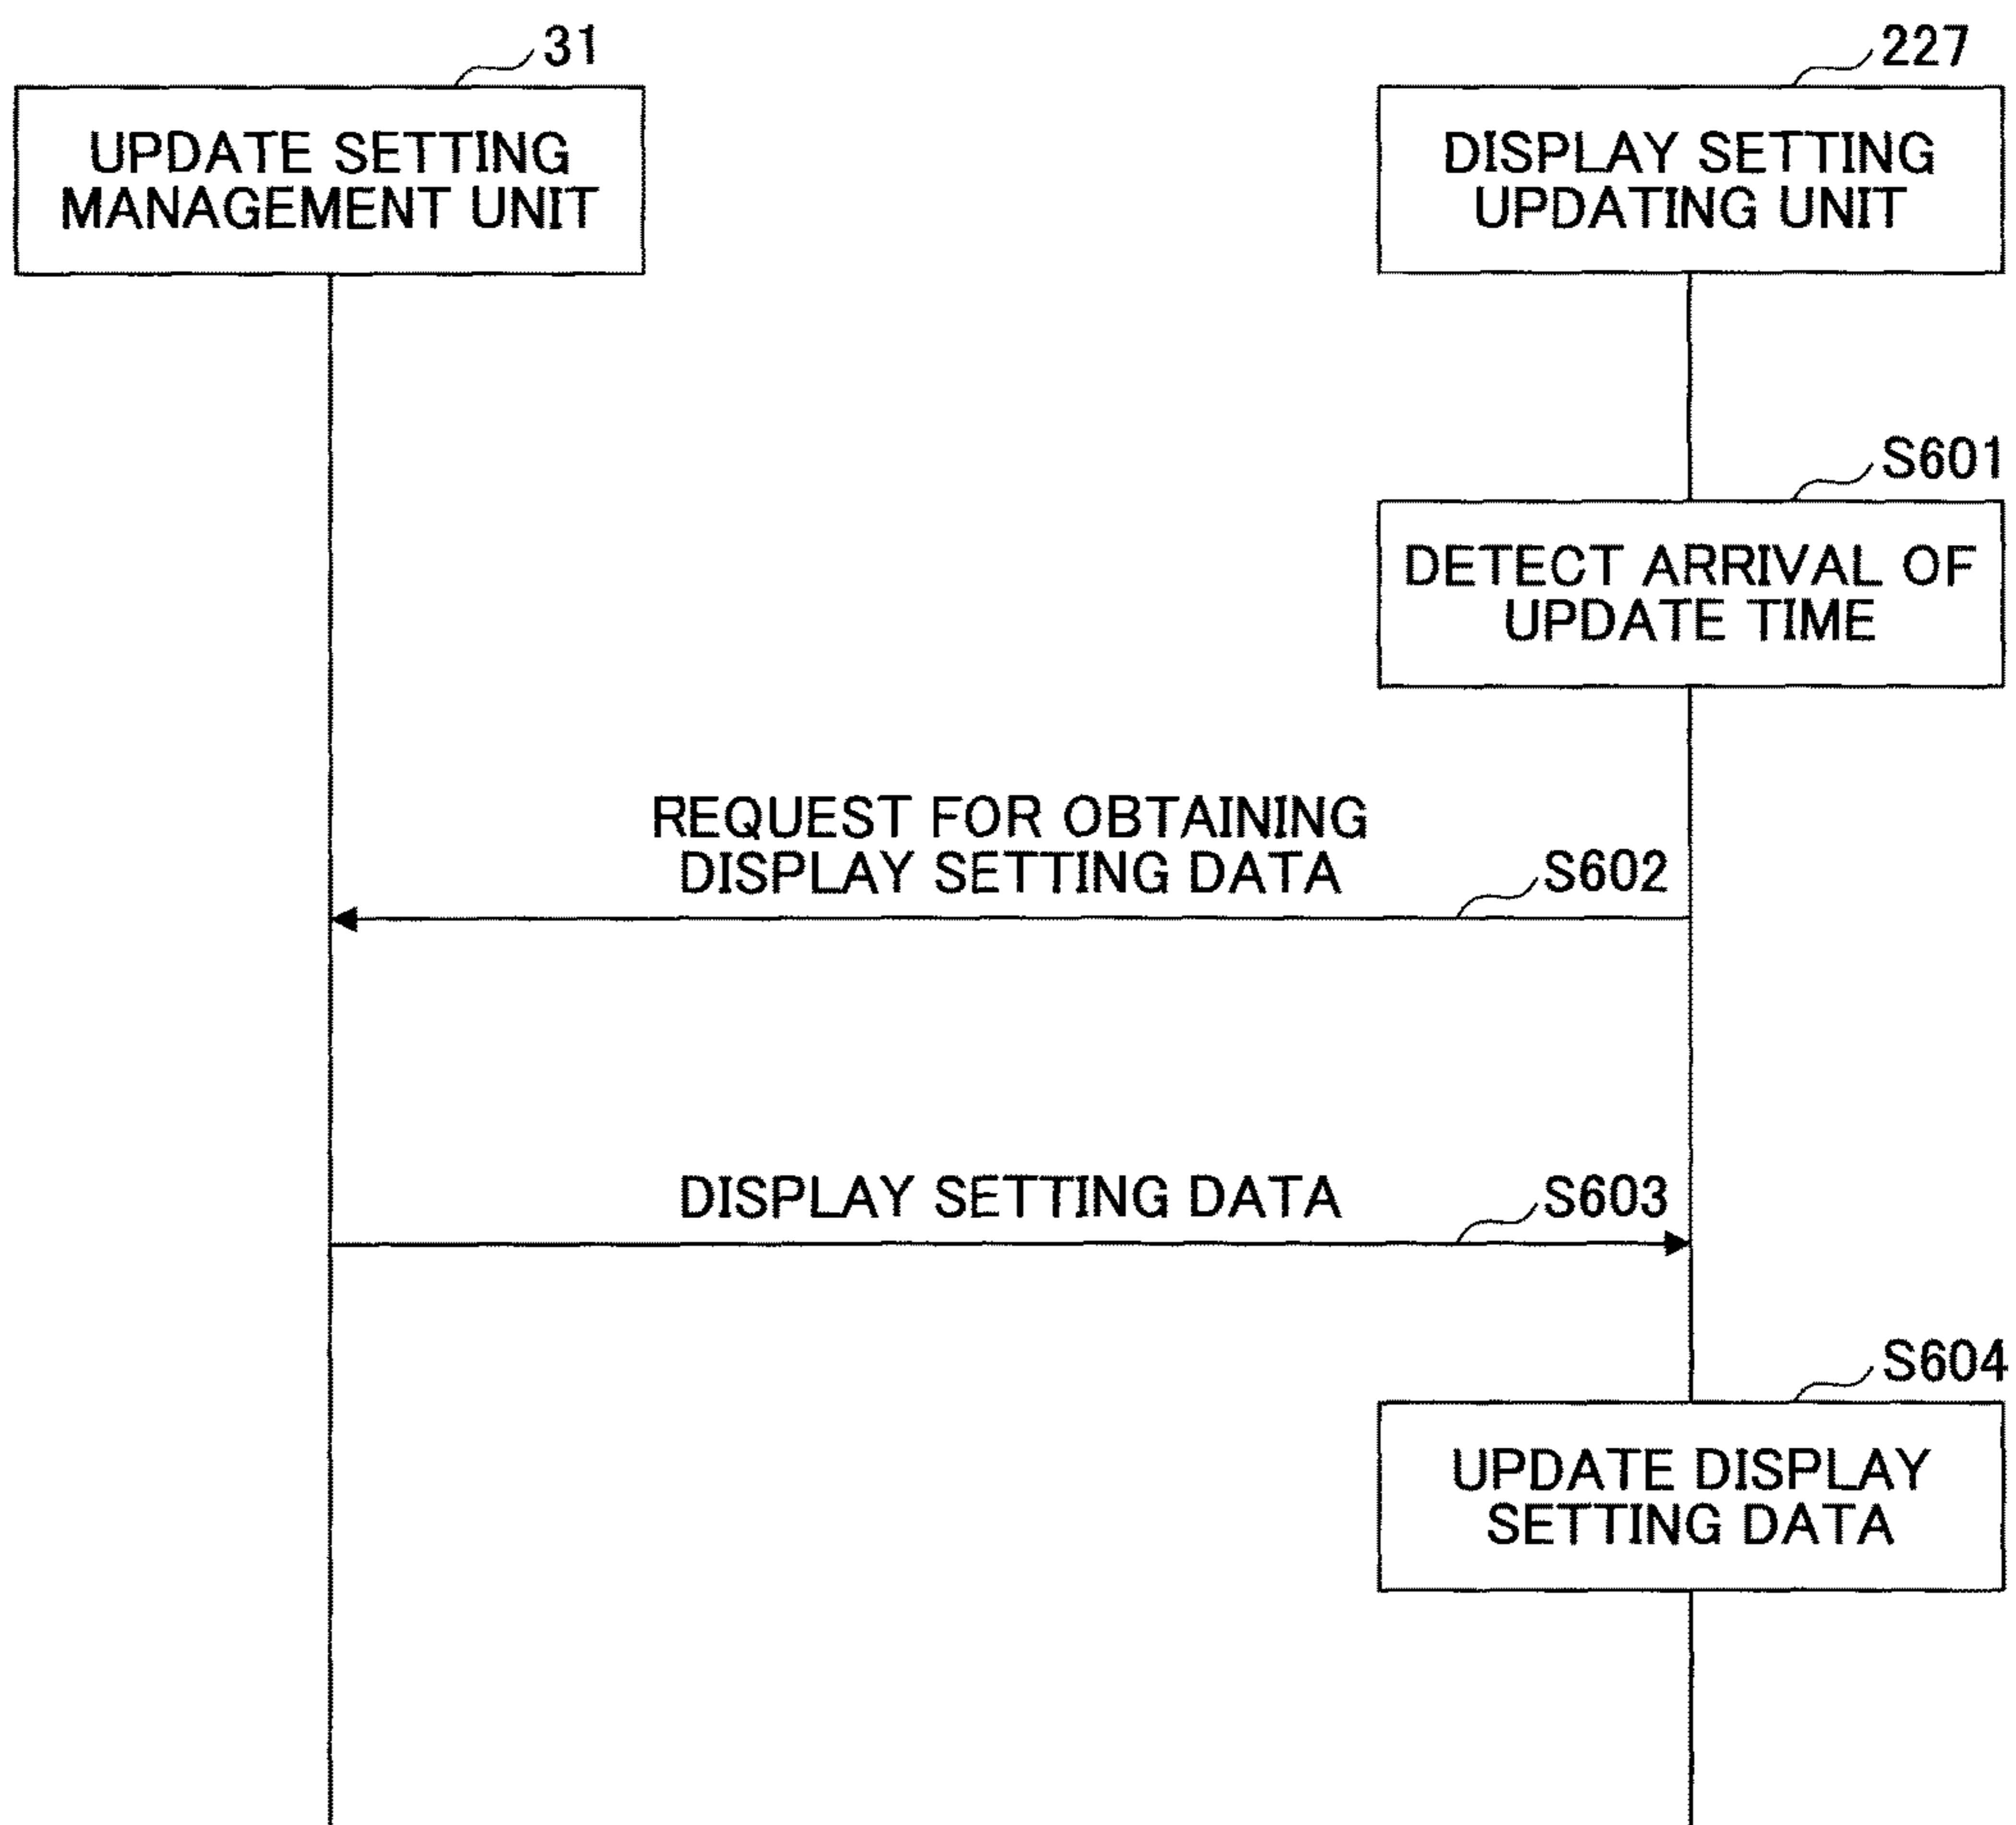 31
UPDATE SETTING
MANAGEMENT UNIT
227
DISPLAY SETTING
UPDATING UNIT
S601
DETECT ARRIVAL OF
UPDATE TIME
REQUEST FOR OBTAINING
DISPLAY SETTING DATA
S602
DISPLAY SETTING DATA
S603
S604
UPDATE DISPLAY
SETTING DATA